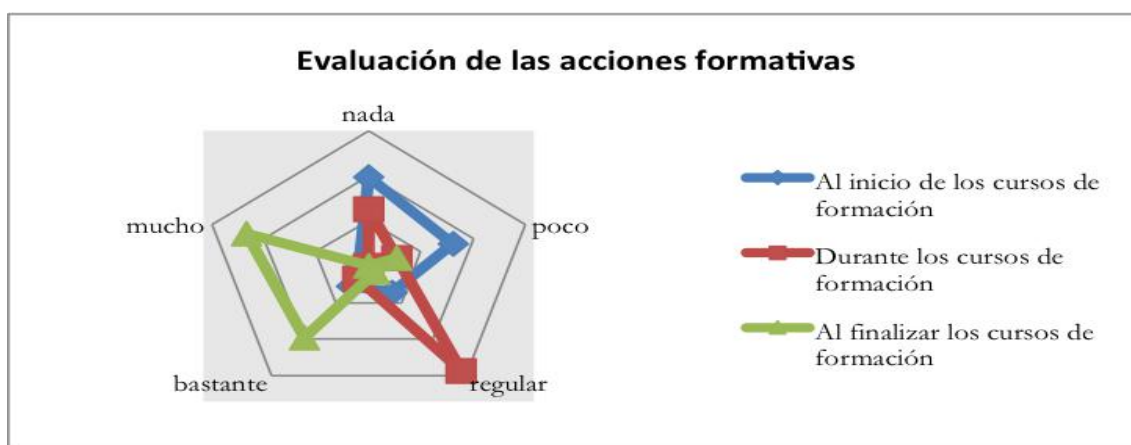 Evaluación de las acciones formativas
nada
mucho
poco
bastante
regular
Al inicio de los cursos de
formación
Durante los cursos de
formación
Al finalizar los cursos de
formación